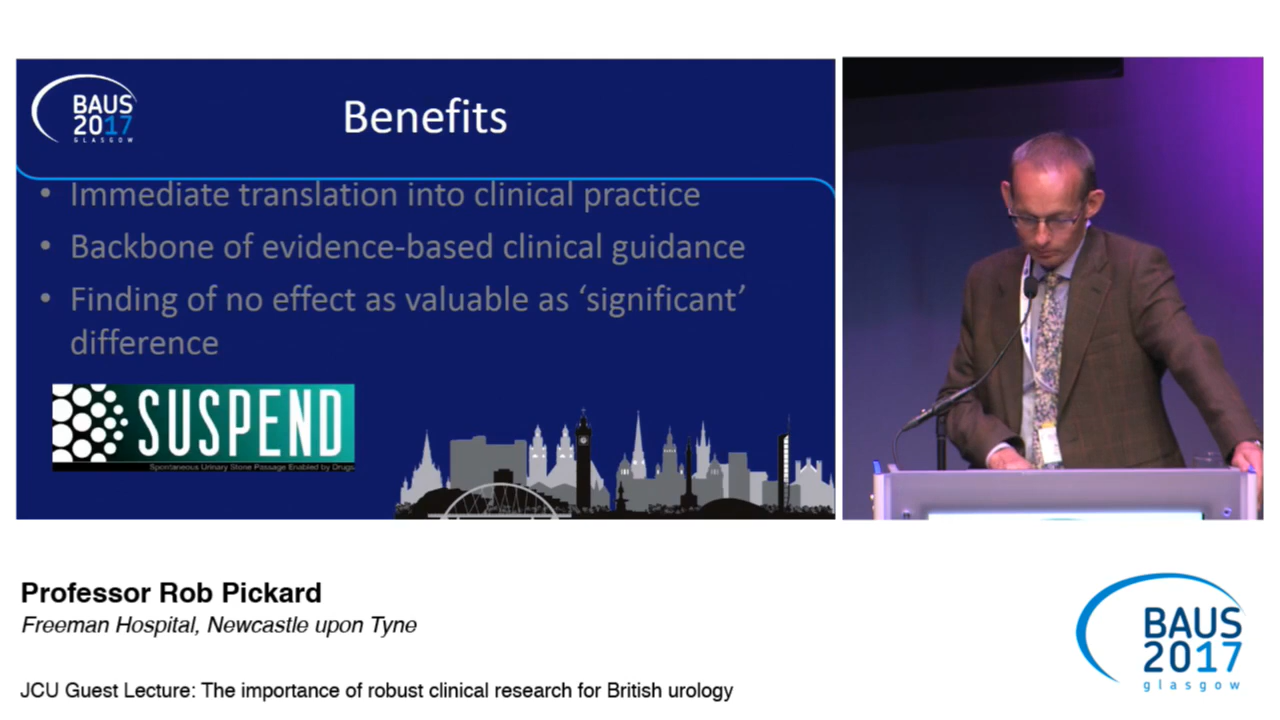 BAUS
2017
GLASGOW
Benefits
• Immediate translation into clinical practice
• Backbone of evidence-based clinical guidance
• Finding of no effect as valuable as ‘significant’
difference
SUSPEND
Spontaneous Urinary Stone Passage Enabled by Drugs
Professor Rob Pickard
Freeman Hospital, Newcastle upon Tyne
JCU Guest Lecture: The importance of robust clinical research for British urology
BAUS
2017
glasgow